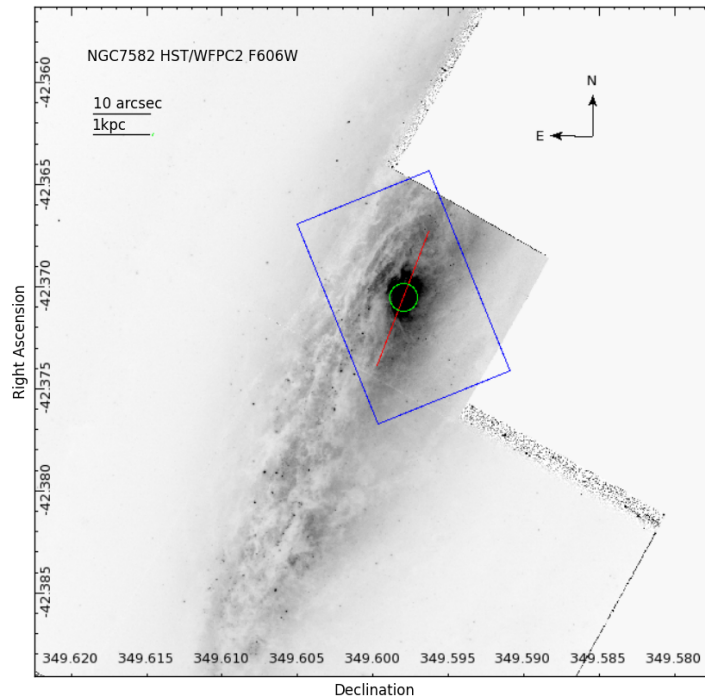 NGC7582 HST/WFPC2 F606W
10 arcsec
1kpc
N
E
Right Ascension
-42.360
-42.365
-42.370
-42.375
-42.380
-42.385
349.620 349.615 349.610 349.605 349.600 349.595 349.590 349.585 349.580
Declination